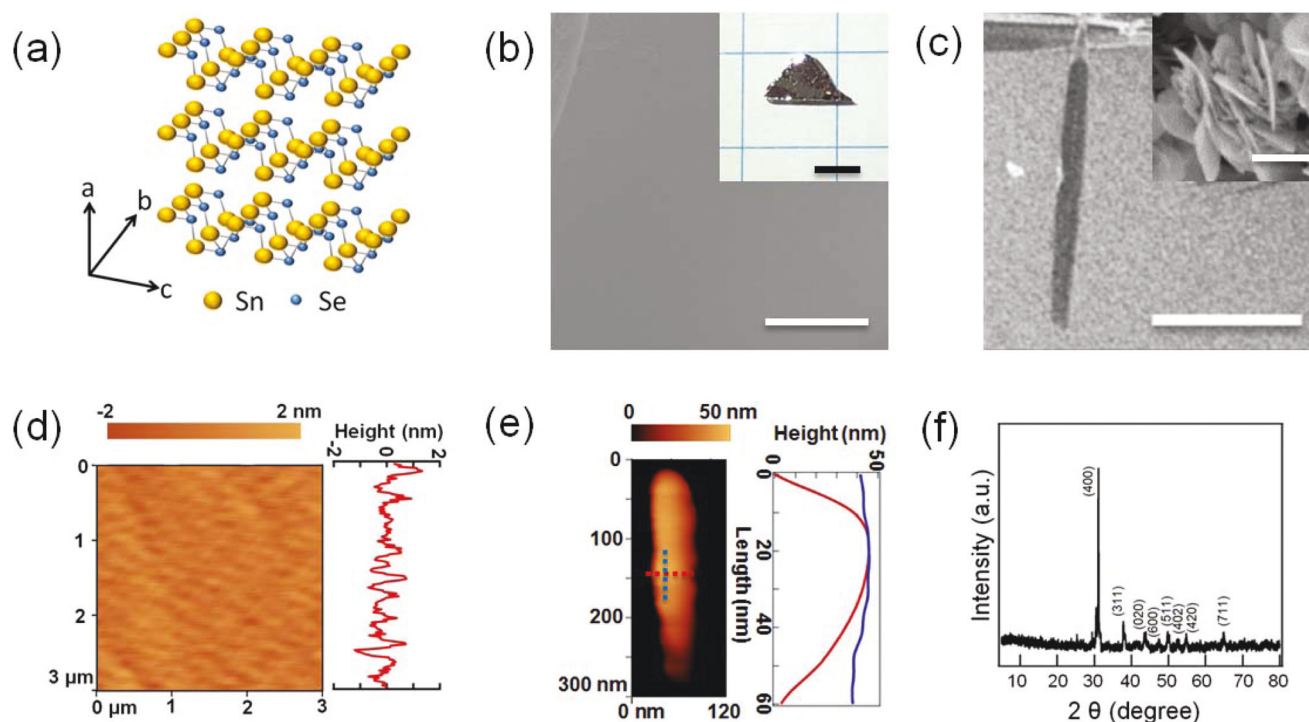 (a)
a
b
c
Sn
Se
(b)
(c)
(d)
-2
2 nm
Height (nm)
-2
0
2
0
1
2
3 µm
0 µm
1
2
3
(e)
0
50 nm
0
100
200
300 nm
0 nm
120
Height (nm)
0
50
0
20
40
60
Length (nm)
(f)
Intensity (a.u.)
(400)
(311)
(020)
(600)
(511)
(402)
(420)
(711)
10
20
30
40
50
60
70
80
2 θ (degree)